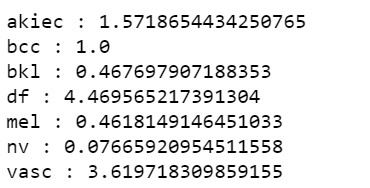 akiec : 1.5718654434250765
bcc : 1.0
bkl : 0.467697907188353
df : 4.469565217391304
mel : 0.4618149146451033
nv : 0.07665920954511558
vasc : 3.619718309859155